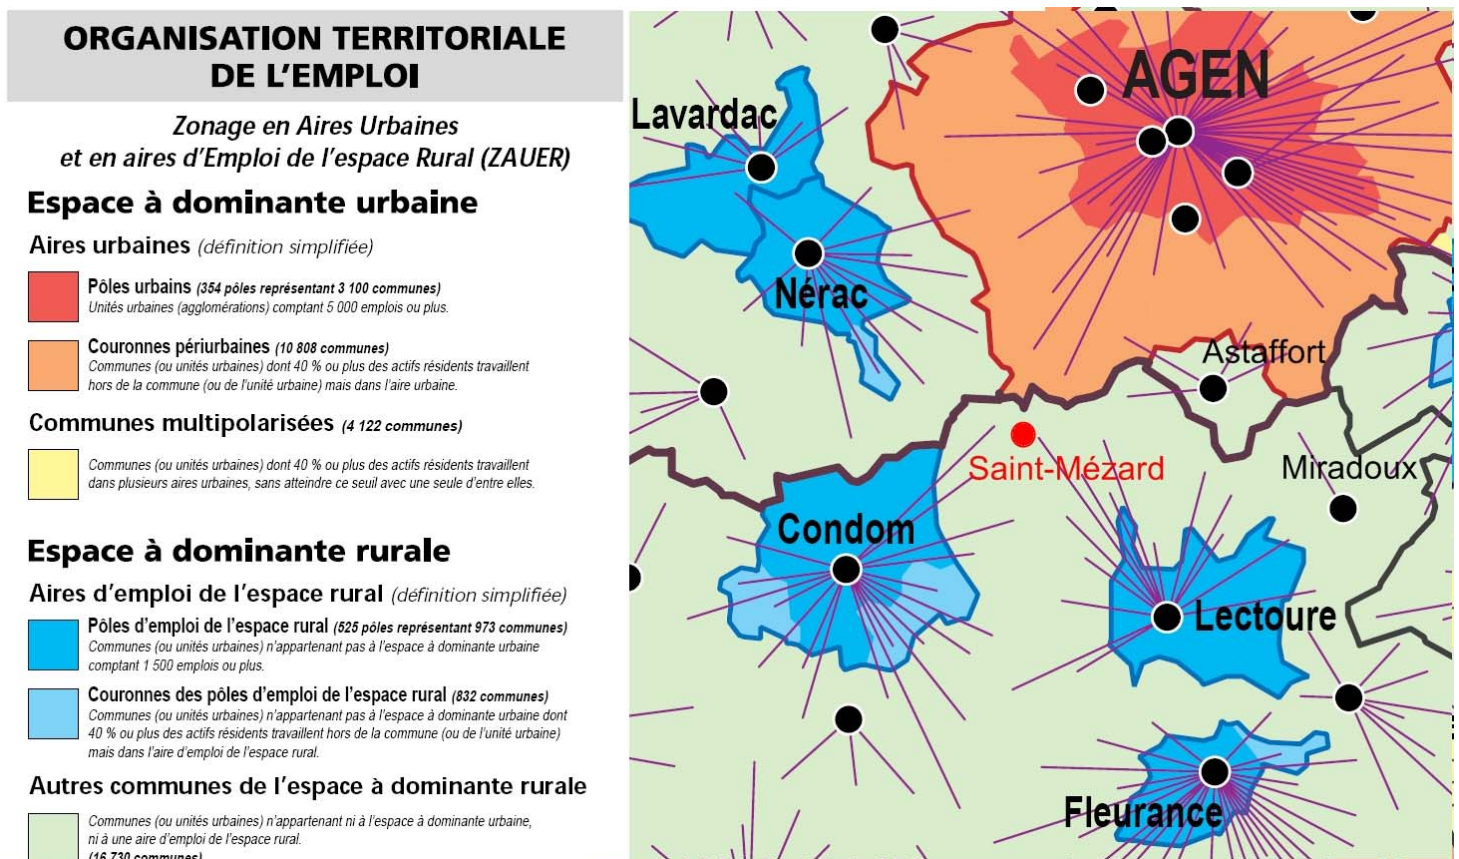 ORGANISATION TERRITORIALE
DE L'EMPLOI
Zonage en Aires Urbaines
et en aires d'Emploi de l'espace Rural (ZAUER)
Espace à dominante urbaine
Aires urbaines (définition simplifiée)
Pôles urbains (354 pôles représentant 3 100 communes)
Unités urbaines (agglomérations) comptant 5 000 emplois ou plus.
Couronnes périurbaines (10 808 communes)
Communes (ou unités urbaines) dont 40 % ou plus des actifs résidents travaillent
hors de la commune (ou de l'unité urbaine) mais dans l'aire urbaine.
Communes multipolarisées (4 122 communes)
Communes (ou unités urbaines) dont 40 % ou plus des actifs résidents travaillent
dans plusieurs aires urbaines, sans atteindre ce seuil avec une seule d'entre elles.
Espace à dominante rurale
Aires d'emploi de l'espace rural (définition simplifiée)
Pôles d'emploi de l'espace rural (525 pôles représentant 973 communes)
Communes (ou unités urbaines) n'appartenant pas à l'espace à dominante urbaine
comptant 1 500 emplois ou plus.
Couronnes des pôles d'emploi de l'espace rural (832 communes)
Communes (ou unités urbaines) n'appartenant pas à l'espace à dominante urbaine dont
40 % ou plus des actifs résidents travaillent hors de la commune (ou de l'unité urbaine)
mais dans l'aire d'emploi de l'espace rural.
Autres communes de l'espace à dominante rurale
Communes (ou unités urbaines) n'appartenant ni à l'espace à dominante urbaine,
ni à une aire d'emploi de l'espace rural.
(16 730 communes)
AGEN
Lavardac
Nérac
Astaffort
Saint-Mézard
Miradoux
Condom
Lectoure
Fleurance